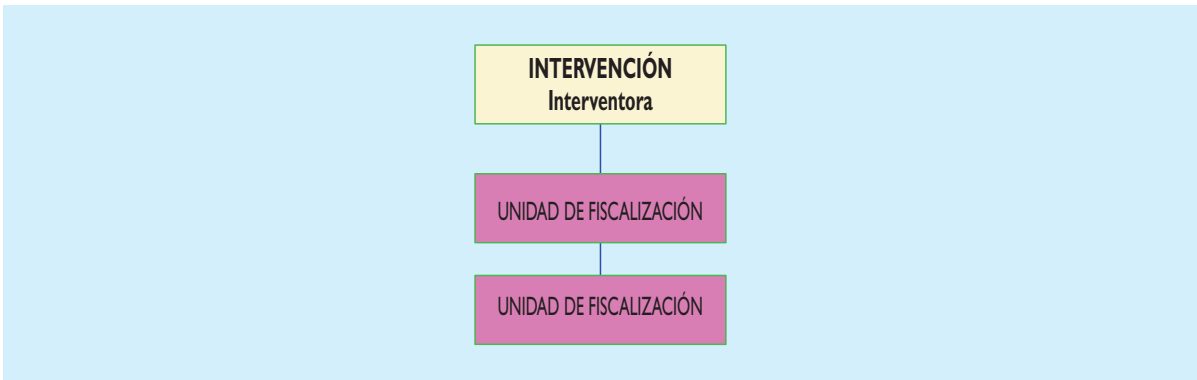 INTERVENCIÓN
Interventora
UNIDAD DE FISCALIZACIÓN
UNIDAD DE FISCALIZACIÓN